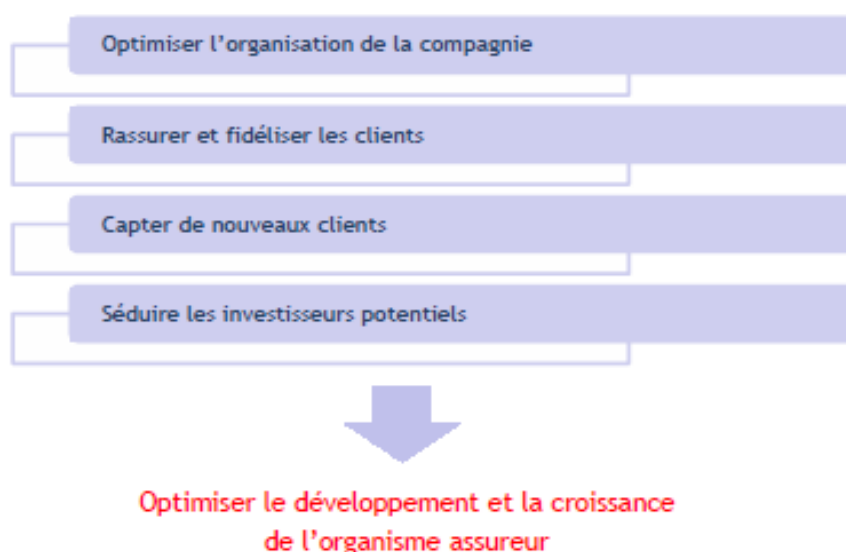 Optimiser l'organisation de la compagnie
Rassurer et fidéliser les clients
Capter de nouveaux clients
Séduire les investisseurs potentiels
Optimiser le développement et la croissance
de l'organisme assureur